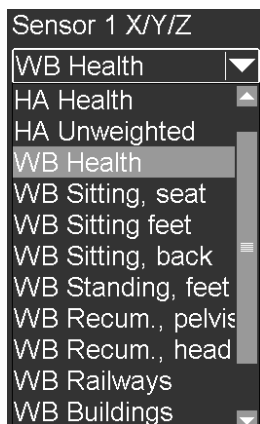 Sensor 1 X/Y/Z
WB Health
HA Health
HA Unweighted
WB Health
WB Sitting, seat
WB Sitting feet
WB Sitting, back
WB Standing, feet
WB Recum., pelvis
WB Recum., head
WB Railways
WB Buildings